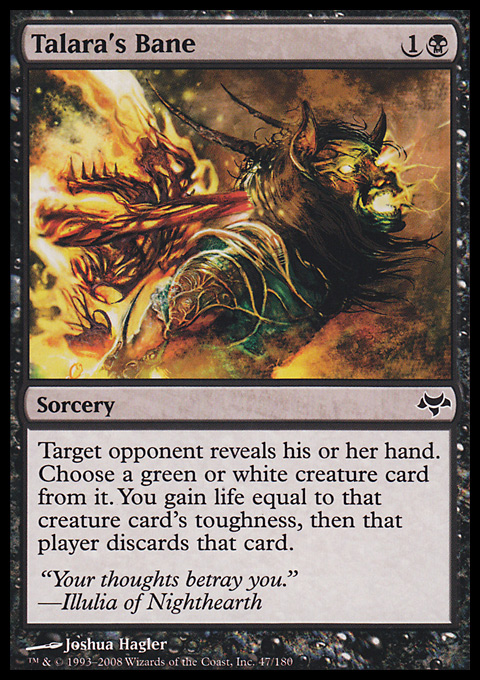 Talara's Bane 1
Sorcery
Target opponent reveals his or her hand.
Choose a green or white creature card
from it. You gain life equal to that
creature card's toughness, then that
player discards that card.
"Your thoughts betray you."
—Illulia of Nighthearth
Joshua Hagler
™ & © 1993–2008 Wizards of the Coast, Inc. 47/180